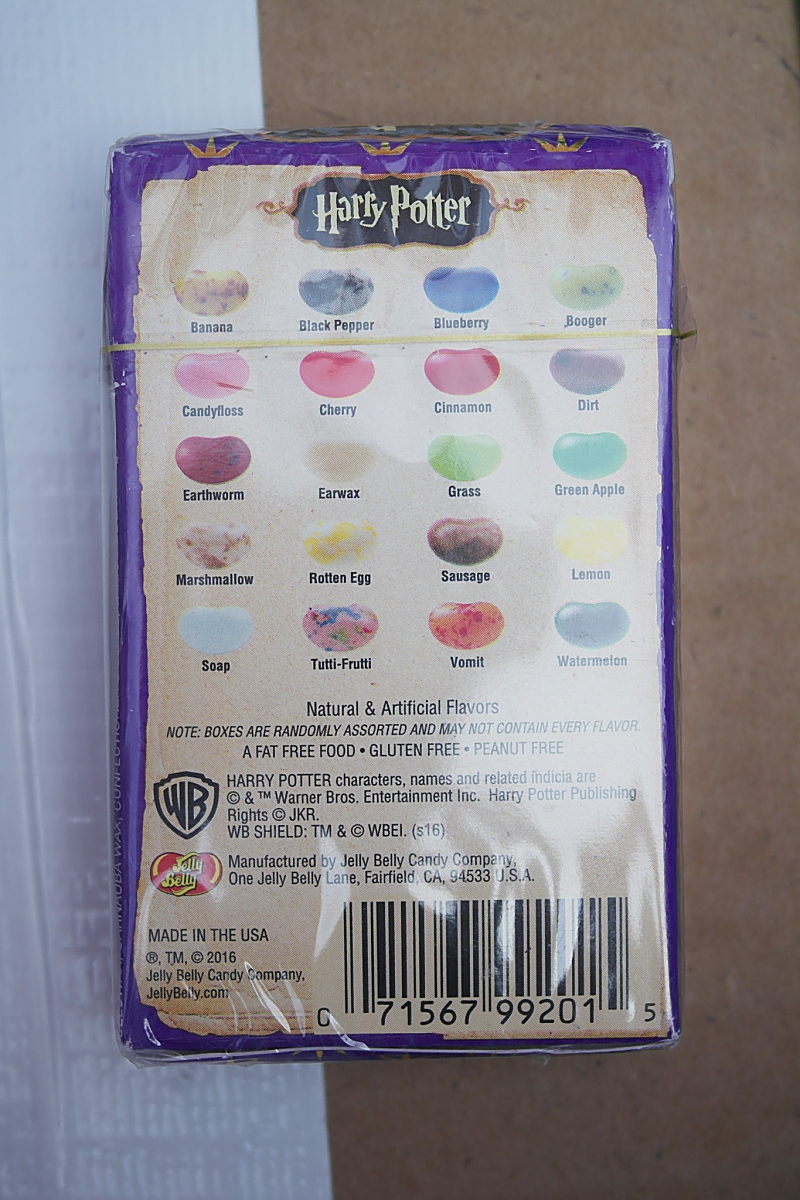 Harry Potter
Banana Black Pepper Blueberry Booger
Candyfloss Cherry Cinnamon Dirt
Earthworm Earwax Grass Green Apple
Marshmallow Rotten Egg Sausage Lemon
Soap Tutti-Frutti Vomit Watermelon
Natural & Artificial Flavors
NOTE: BOXES ARE RANDOMLY ASSORTED AND MAY NOT CONTAIN EVERY FLAVOR.
A FAT FREE FOOD • GLUTEN FREE • PEANUT FREE
WB
HARRY POTTER characters, names and related indicia are
© & ™ Warner Bros. Entertainment Inc. Harry Potter Publishing
Rights © JKR.
WB SHIELD: TM & © WBEI. (s16)
Jelly
Belly
Manufactured by Jelly Belly Candy Company,
One Jelly Belly Lane, Fairfield, CA, 94533 U.S.A.
MADE IN THE USA
®, TM, © 2016
Jelly Belly Candy Company,
JellyBelly.com
0 71567 99201 5